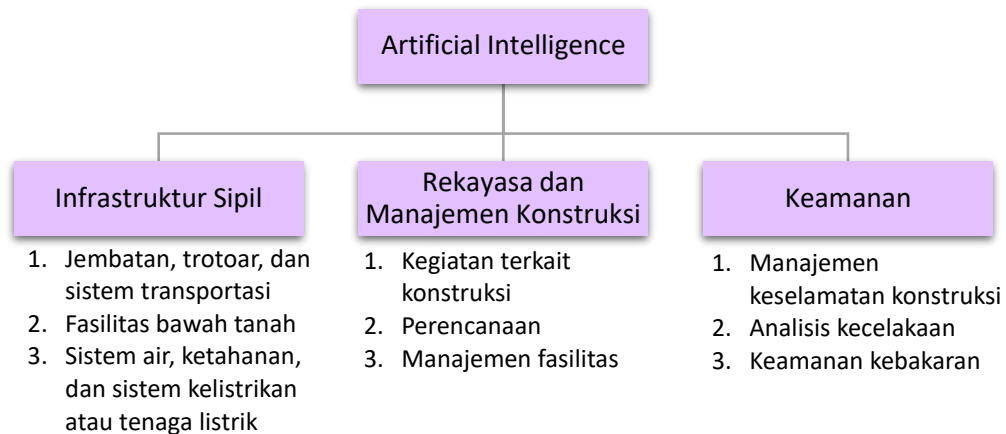 Artificial Intelligence
Infrastruktur Sipil
1. Jembatan, trotoar, dan
sistem transportasi
2. Fasilitas bawah tanah
3. Sistem air, ketahanan,
dan sistem kelistrikan
atau tenaga listrik
Rekayasa dan
Manajemen Konstruksi
1. Kegiatan terkait
konstruksi
2. Perencanaan
3. Manajemen fasilitas
Keamanan
1. Manajemen
keselamatan konstruksi
2. Analisis kecelakaan
3. Keamanan kebakaran